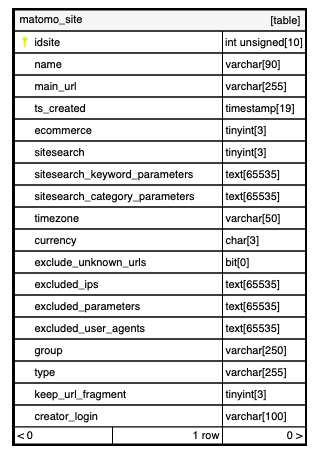 matomo_site [table]
idsite int unsigned[10]
name varchar[90]
main_url varchar[255]
ts_created timestamp[19]
ecommerce tinyint[3]
sitesearch tinyint[3]
sitesearch_keyword_parameters text[65535]
sitesearch_category_parameters text[65535]
timezone varchar[50]
currency char[3]
exclude_unknown_urls bit[0]
excluded_ips text[65535]
excluded_parameters text[65535]
excluded_user_agents text[65535]
group varchar[250]
type varchar[255]
keep_url_fragment tinyint[3]
creator_login varchar[100]
< 0 1 row 0 >